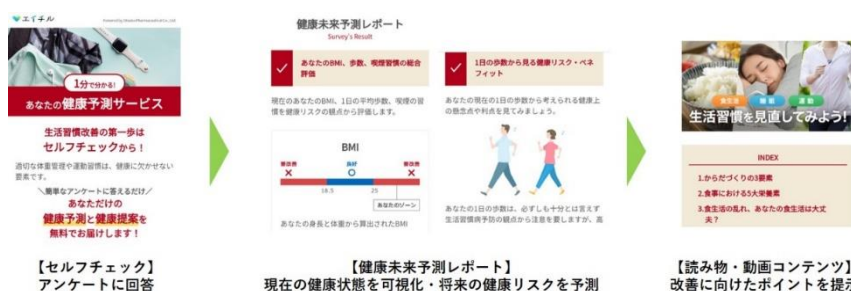 エイチル
1分で分かる!
あなたの健康予測サービス
生活習慣改善の第一歩は
セルフチェックから!
適切な体重管理や運動習慣は、健康に欠かせない
要素です。
＼簡単なアンケートに答えるだけ／
あなただけの
健康予測と健康提案を
無料でお届けします!
【セルフチェック】
アンケートに回答
健康未来予測レポート
Survey's Result
あなたのBMI、歩数、喫煙習慣の総合
評価
現在のあなたのBMI、1日の平均歩数、喫煙の習
慣を健康リスクの観点から評価します。
BMI
要改善
良好
要改善
18.5
25
あなたのゾーン
あなたの身長と体重から算出されたBMI
1日の歩数から見る健康リスク・ベネ
フィット
あなたの現在の1日の歩数から考えられる健康上
の懸念点や利点を見てみましょう。
あなたの1日の歩数は、必ずしも十分とは言えず
生活習慣病予防の観点から注意を要しますが、高
【健康未来予測レポート】
現在の健康状態を可視化・将来の健康リスクを予測
食生活
睡眠
運動
生活習慣を見直してみよう!
INDEX
1.からだづくりの3要素
2.食事における5大栄養素
3.食生活の乱れ、あなたの食生活は大丈
夫?
【読み物・動画コンテンツ】
改善に向けたポイントを提示